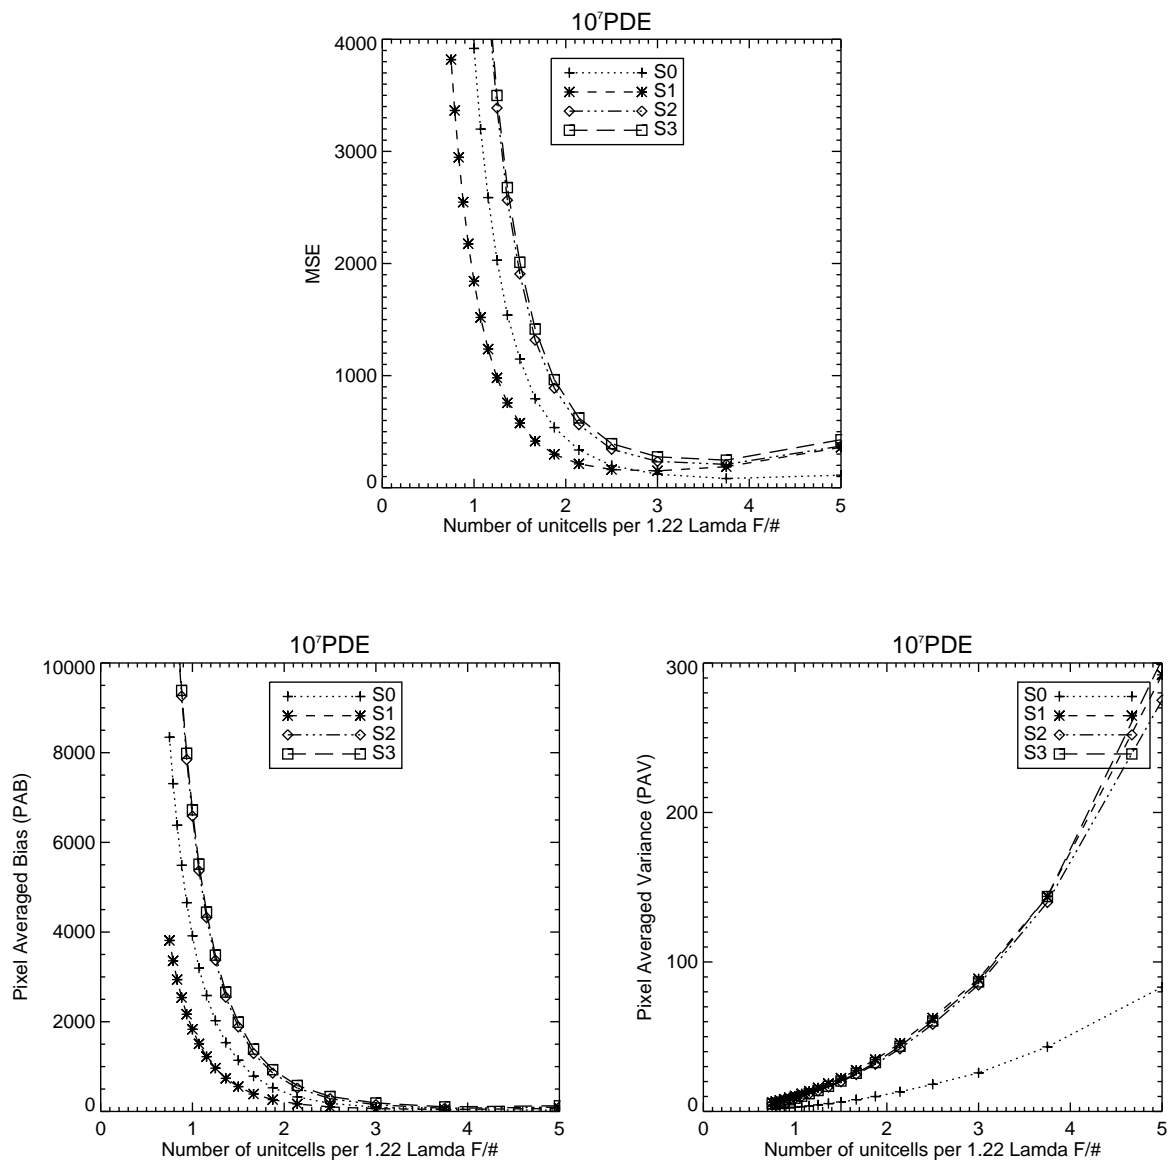 10⁷PDE
4000
3000
2000
1000
0
MSE
S0
S1
S2
S3
0 1 2 3 4 5
Number of unitcells per 1.22 Lamda F/#
10⁷PDE
10000
8000
6000
4000
2000
0
Pixel Averaged Bias (PAB)
S0
S1
S2
S3
0 1 2 3 4 5
Number of unitcells per 1.22 Lamda F/#
10⁷PDE
300
200
100
0
Pixel Averaged Variance (PAV)
S0
S1
S2
S3
0 1 2 3 4 5
Number of unitcells per 1.22 Lamda F/#